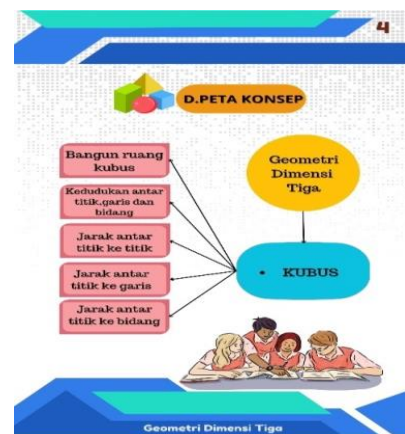 4
D.PETA KONSEP
Bangun ruang
kubus
Kedudukan antar
titik,garis dan
bidang
Jarak antar
titik ke titik
Jarak antar
titik ke garis
Jarak antar
titik ke bidang
Geometri
Dimensi
Tiga
• KUBUS
Geometri Dimensi Tiga